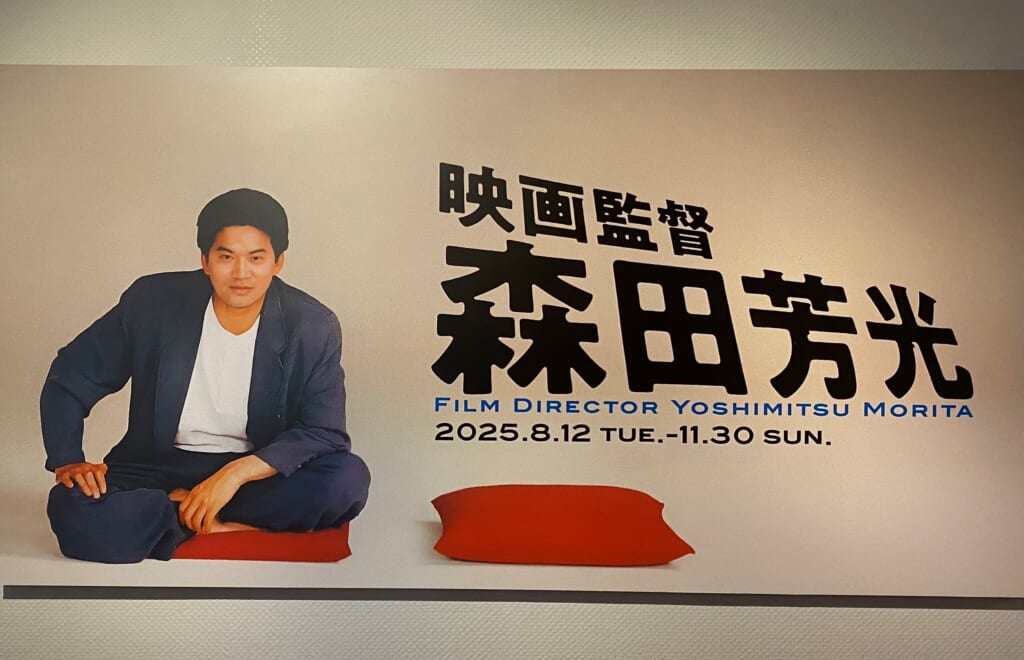 映画監督
森田芳光
FILM DIRECTOR YOSHIMITSU MORITA
2025.8.12 TUE.-11.30 SUN.